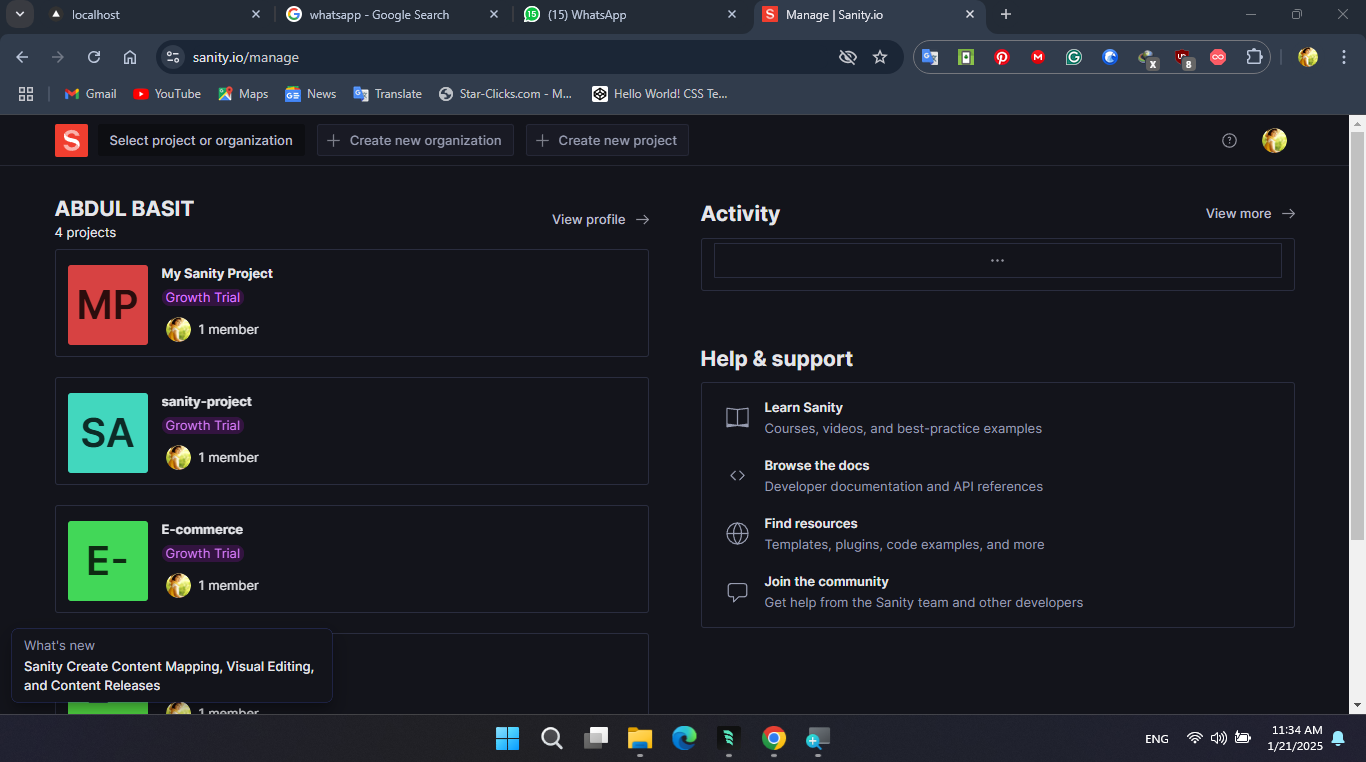 localhost
whatsapp - Google Search
(15) WhatsApp
Manage | Sanity.io
sanity.io/manage
Gmail
YouTube
Maps
News
Translate
Star-Clicks.com - M...
Hello World! CSS Te...
S
Select project or organization
Create new organization
Create new project
ABDUL BASIT
4 projects
View profile
MP
My Sanity Project
Growth Trial
1 member
SA
sanity-project
Growth Trial
1 member
E-
E-commerce
Growth Trial
1 member
1 member
What's new
Sanity Create Content Mapping, Visual Editing,
and Content Releases
Activity
View more
...
Help & support
Learn Sanity
Courses, videos, and best-practice examples
Browse the docs
Developer documentation and API references
Find resources
Templates, plugins, code examples, and more
Join the community
Get help from the Sanity team and other developers
ENG
11:34 AM
1/21/2025